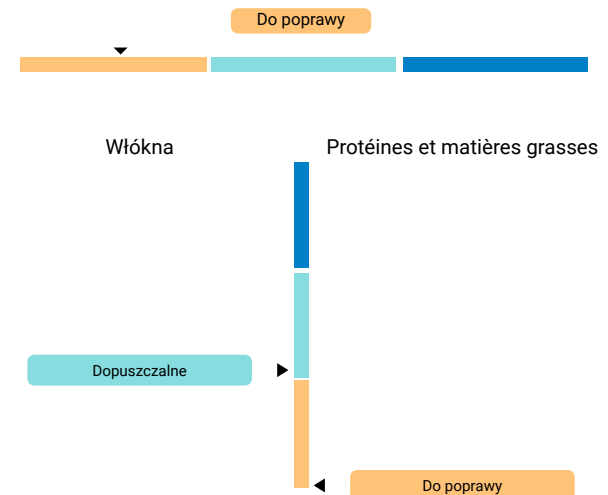 Do poprawy
Włókna
Protéines et matières grasses
Dopuszczalne
Do poprawy